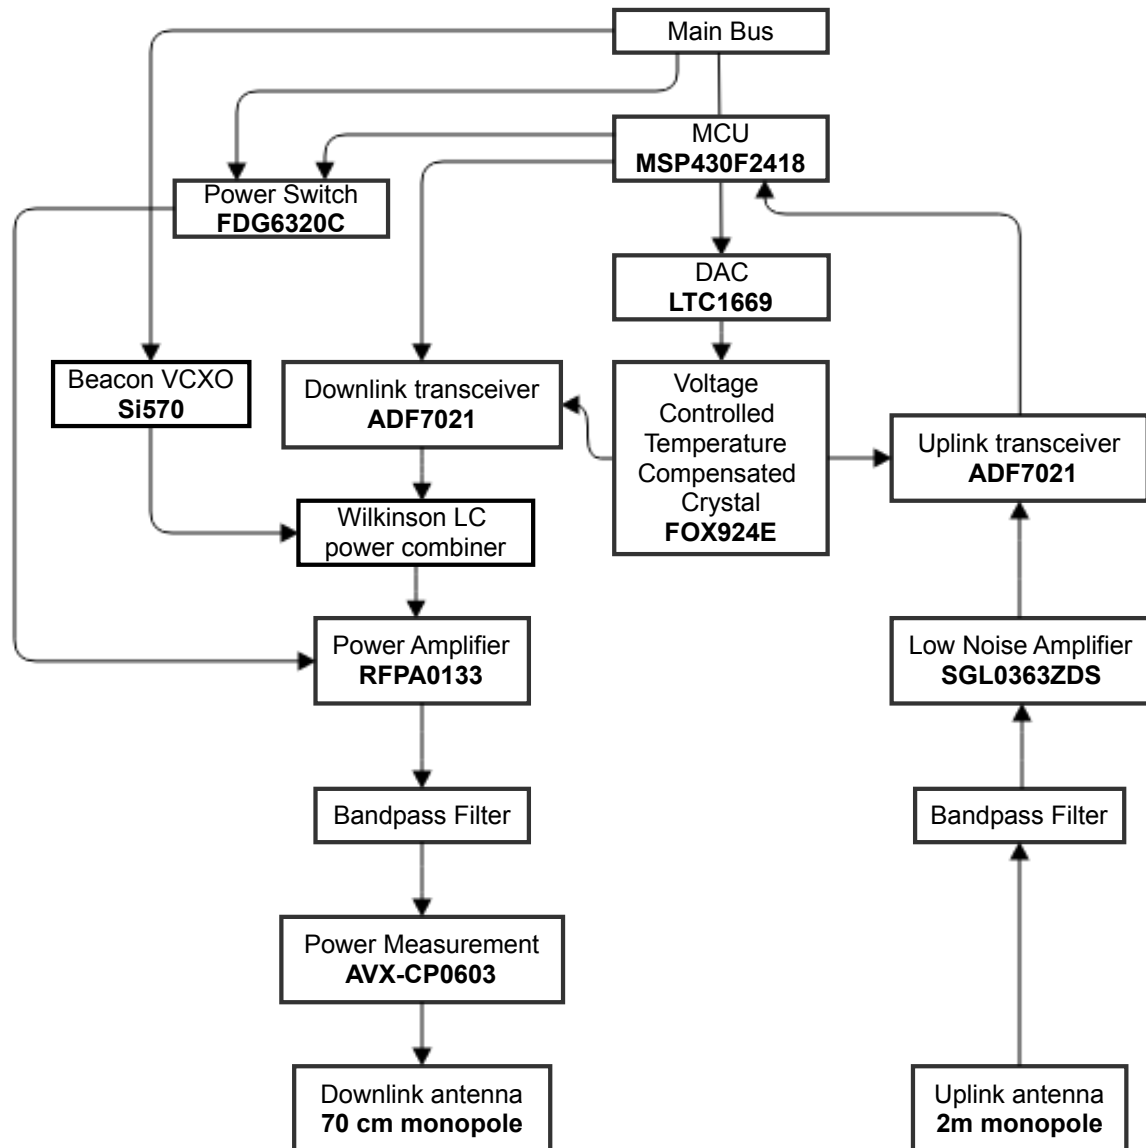 Main Bus
MCU
MSP430F2418
Power Switch
FDG6320C
DAC
LTC1669
Beacon VCXO
Si570
Downlink transceiver
ADF7021
Voltage
Controlled
Temperature
Compensated
Crystal
FOX924E
Uplink transceiver
ADF7021
Wilkinson LC
power combiner
Power Amplifier
RFPA0133
Low Noise Amplifier
SGL0363ZDS
Bandpass Filter
Bandpass Filter
Power Measurement
AVX-CP0603
Downlink antenna
70 cm monopole
Uplink antenna
2m monopole